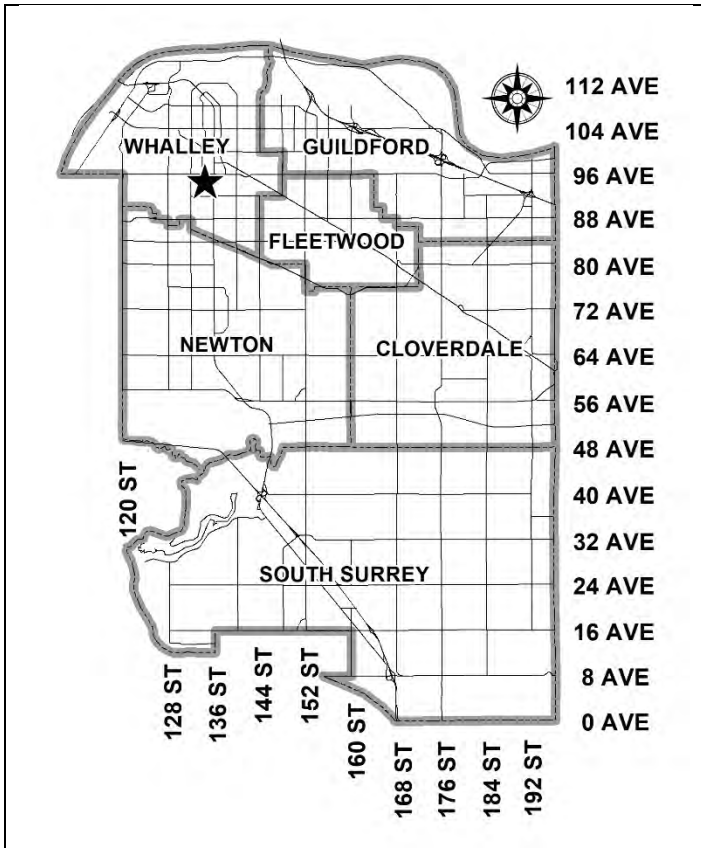 112 AVE
104 AVE
WHALLEY
GUILDFORD
96 AVE
88 AVE
FLEETWOOD
80 AVE
72 AVE
NEWTON
CLOVERDALE
64 AVE
56 AVE
48 AVE
120 ST
40 AVE
32 AVE
SOUTH SURREY
24 AVE
16 AVE
8 AVE
0 AVE
128 ST
136 ST
144 ST
152 ST
160 ST
168 ST
176 ST
184 ST
192 ST